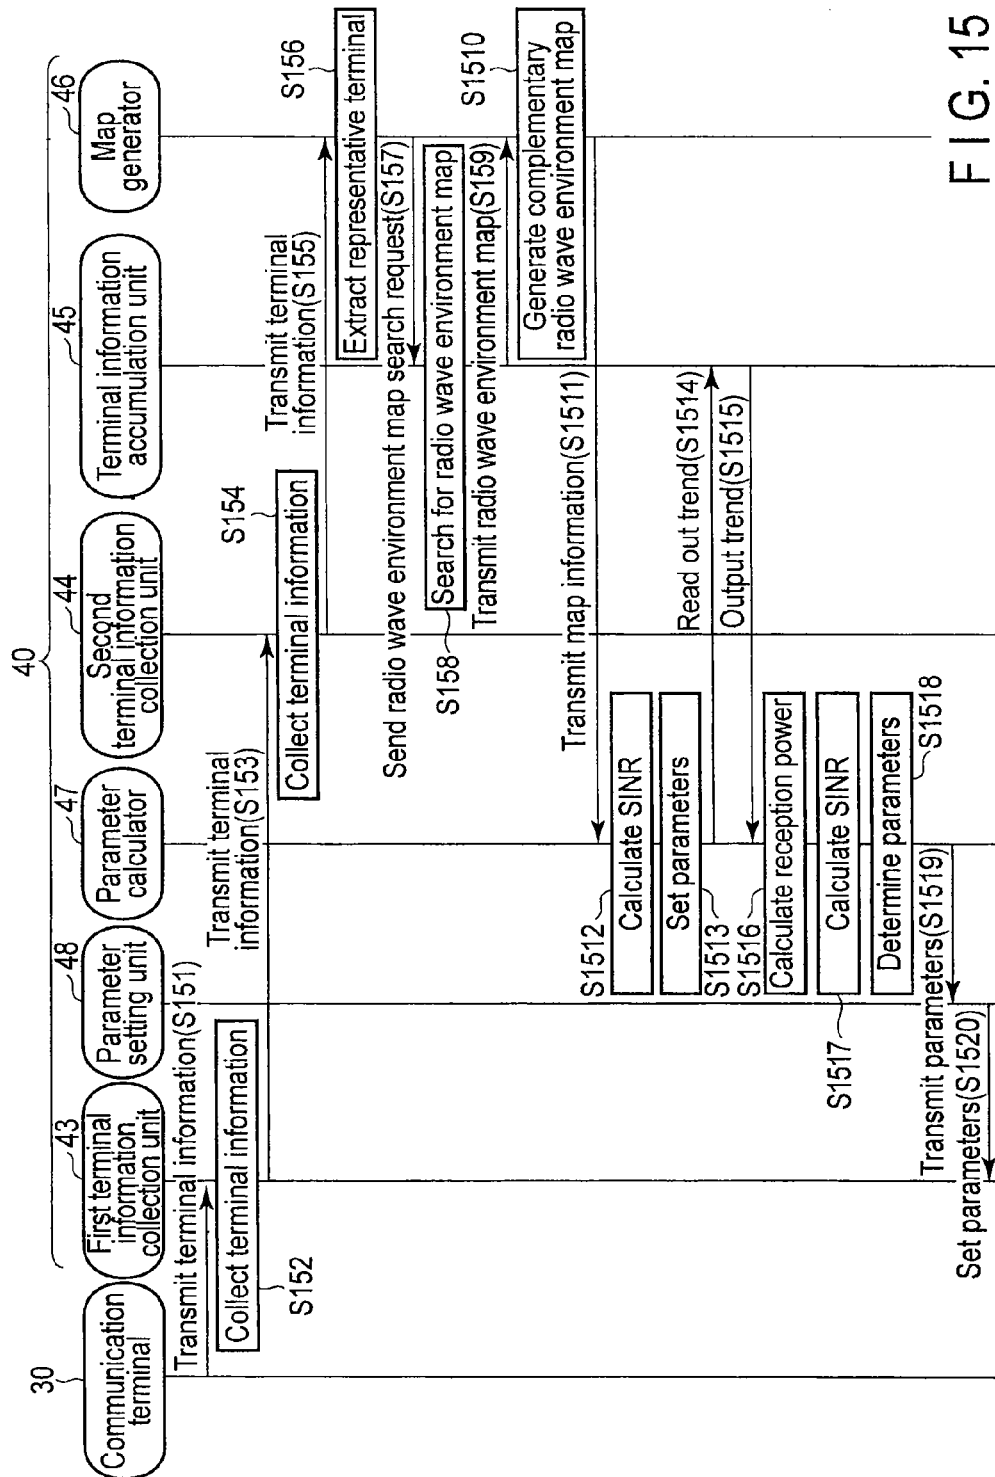 40
30
43
48
47
44
45
46
Communication
terminal
First terminal
information
collection unit
Parameter
setting unit
Parameter
calculator
Second
terminal information
collection unit
Terminal information
accumulation unit
Map
generator
Transmit terminal information(S151)
Collect terminal information
S152
Transmit terminal
information(S153)
Collect terminal information
S154
Transmit terminal
information(S155)
Extract representative terminal
S156
Send radio wave environment map search request(S157)
Search for radio wave environment map
S158
Transmit radio wave environment map(S159)
Generate complementary
radio wave environment map
S1510
Transmit map information(S1511)
S1512
Calculate SINR
Set parameters
S1513
Read out trend(S1514)
Output trend(S1515)
S1516
Calculate reception power
Calculate SINR
S1517
Determine parameters
S1518
Transmit parameters(S1519)
Set parameters(S1520)
FIG. 15